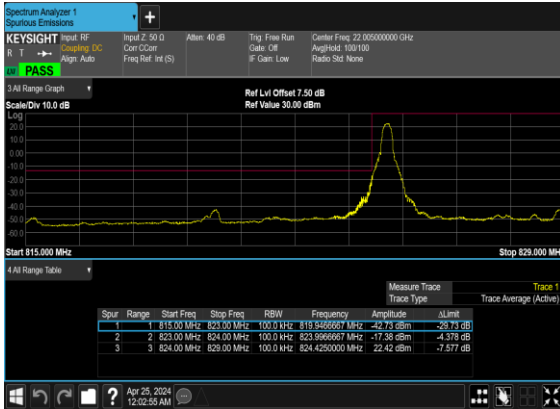 Spectrum Analyzer 1
Spurious Emissions
+
KEYSIGHT Input: RF Input Z: 50 Ω Atten: 40 dB Trig: Free Run Center Freq: 22.005000000 GHz
R T Coupling: DC Corr CCorr Gate: Off Avg|Hold: 100/100
Align: Auto Freq Ref: Int (S) IF Gain: Low Radio Std: None
PASS
3 All Range Graph
Ref Lvl Offset 7.50 dB
Scale/Div 10.0 dB Ref Value 30.00 dBm
Log
20.0
10.0
0.00
-10.0
-20.0
-30.0
-40.0
-50.0
-60.0
Start 815.000 MHz Stop 829.000 MH
4 All Range Table
Measure Trace Trace 1
Trace Type Trace Average (Active)
Spur Range Start Freq Stop Freq RBW Frequency Amplitude ΔLimit
1 1 815.00 MHz 823.00 MHz 100.0 kHz 819.9466667 MHz -42.73 dBm -29.73 dB
2 2 823.00 MHz 824.00 MHz 100.0 kHz 823.9966667 MHz -17.38 dBm -4.378 dB
3 3 824.00 MHz 829.00 MHz 100.0 kHz 824.4250000 MHz 22.42 dBm -7.577 dB
?
Apr 25, 2024
12:02:55 AM